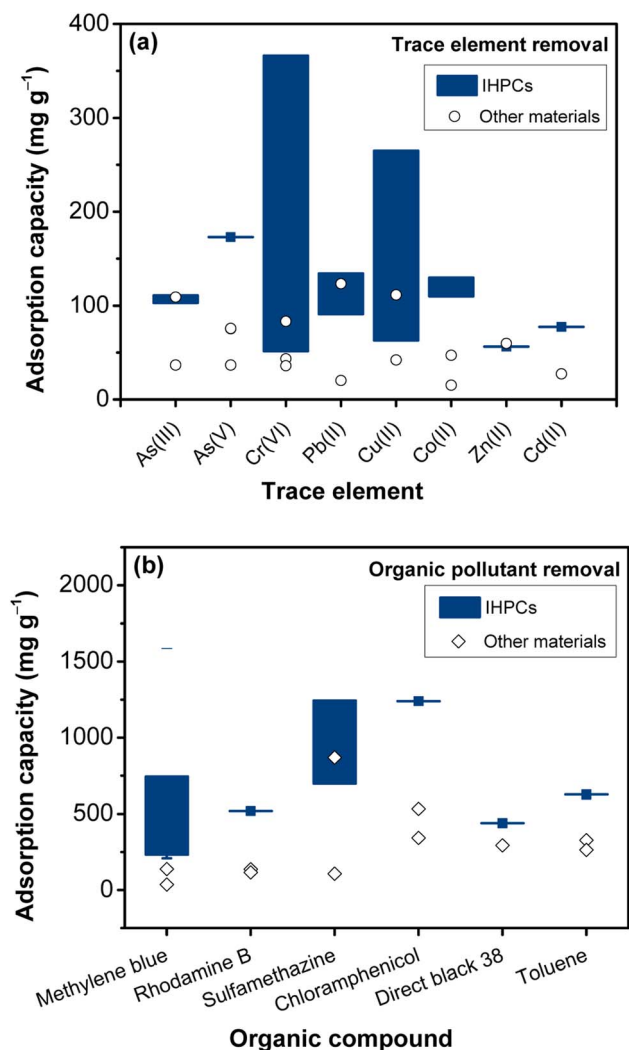 (a)
Trace element removal
IHPCs
Other materials
Adsorption capacity (mg g⁻¹)
400
300
200
100
0
As(III)
As(V)
Cr(VI)
Pb(II)
Cu(II)
Co(II)
Zn(II)
Cd(II)
Trace element
(b)
Organic pollutant removal
IHPCs
Other materials
Adsorption capacity (mg g⁻¹)
2000
1500
1000
500
0
Methylene blue
Rhodamine B
Sulfamethazine
Chloramphenicol
Direct black 38
Toluene
Organic compound